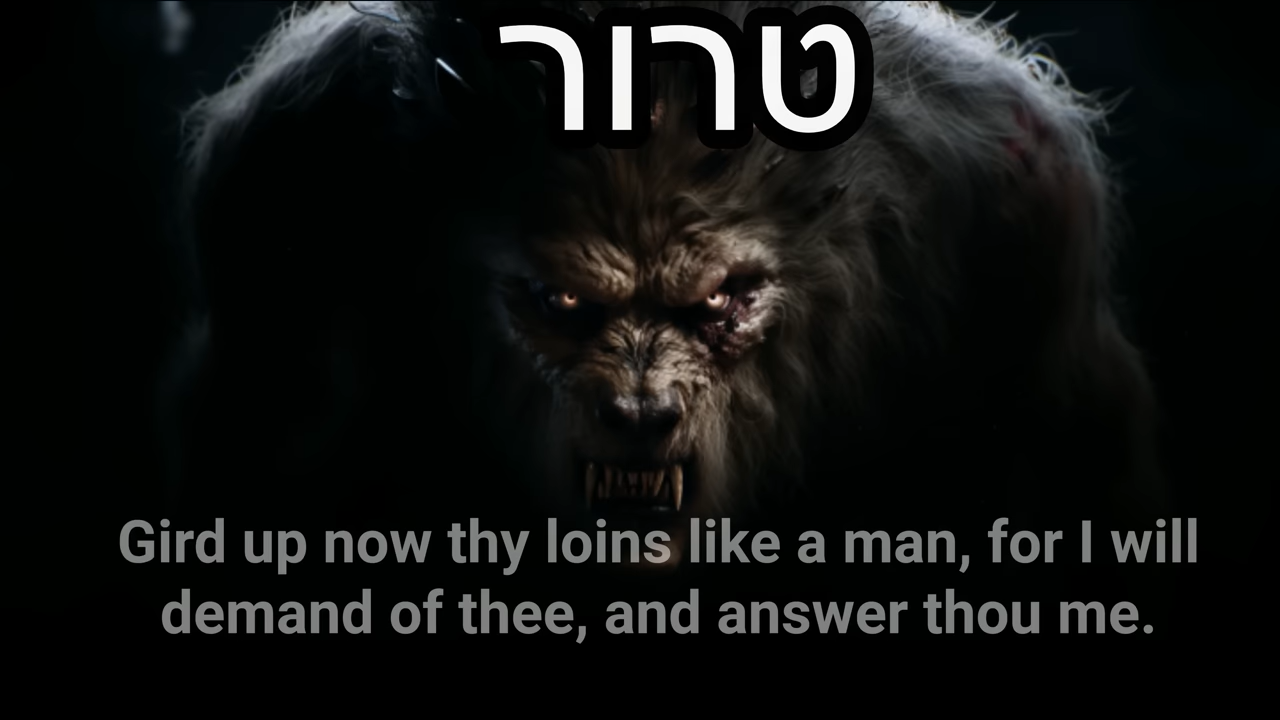 טרור
Gird up now thy loins like a man, for I will
demand of thee, and answer thou me.